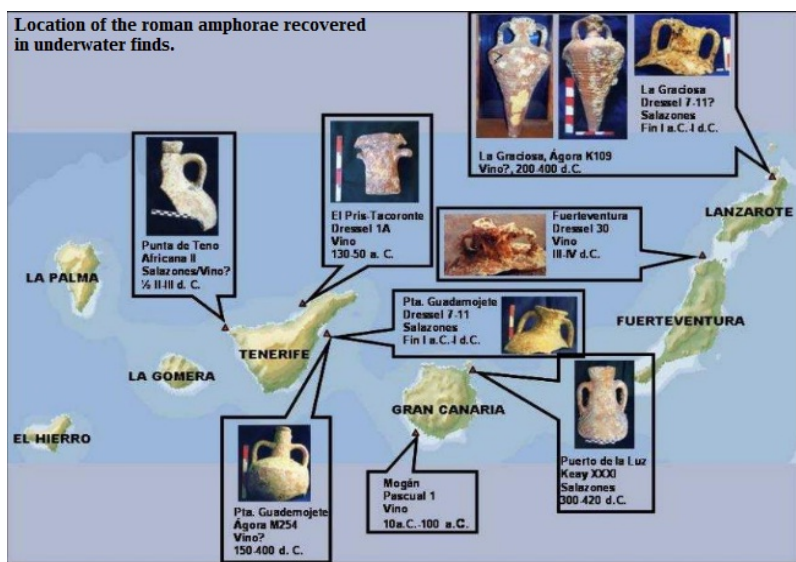 Location of the roman amphorae recovered
in underwater finds.
La Graciosa
Dressel 7-11?
Salazones
Fin I a.C.-I d.C.
La Graciosa, Ágora K109
Vino?, 200-400 d.C.
LANZAROTE
El Pris-Tacoronte
Dressel 1A
Vino
130-50 a. C.
Fuerteventura
Dressel 30
Vino
III-IV d.C.
Punta de Teno
Africana II
Salazones/Vino?
½ II-III d. C.
LA PALMA
Pta. Guadamojete
Dressel 7-11
Salazones
Fin I a.C.-I d.C.
FUERTEVENTURA
TENERIFE
LA GOMERA
GRAN CANARIA
EL HIERRO
Pta. Guademojete
Ágora M254
Vino?
150-400 d. C.
Mogán
Pascual 1
Vino
10a.C.-100 a.C.
Puerto de la Luz
Keay XXXI
Salazones
300-420 d.C.